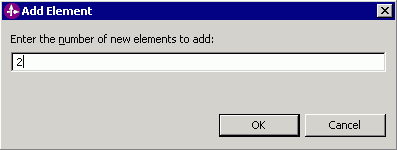 Add Element
Enter the number of new elements to add:
2
OK
Cancel